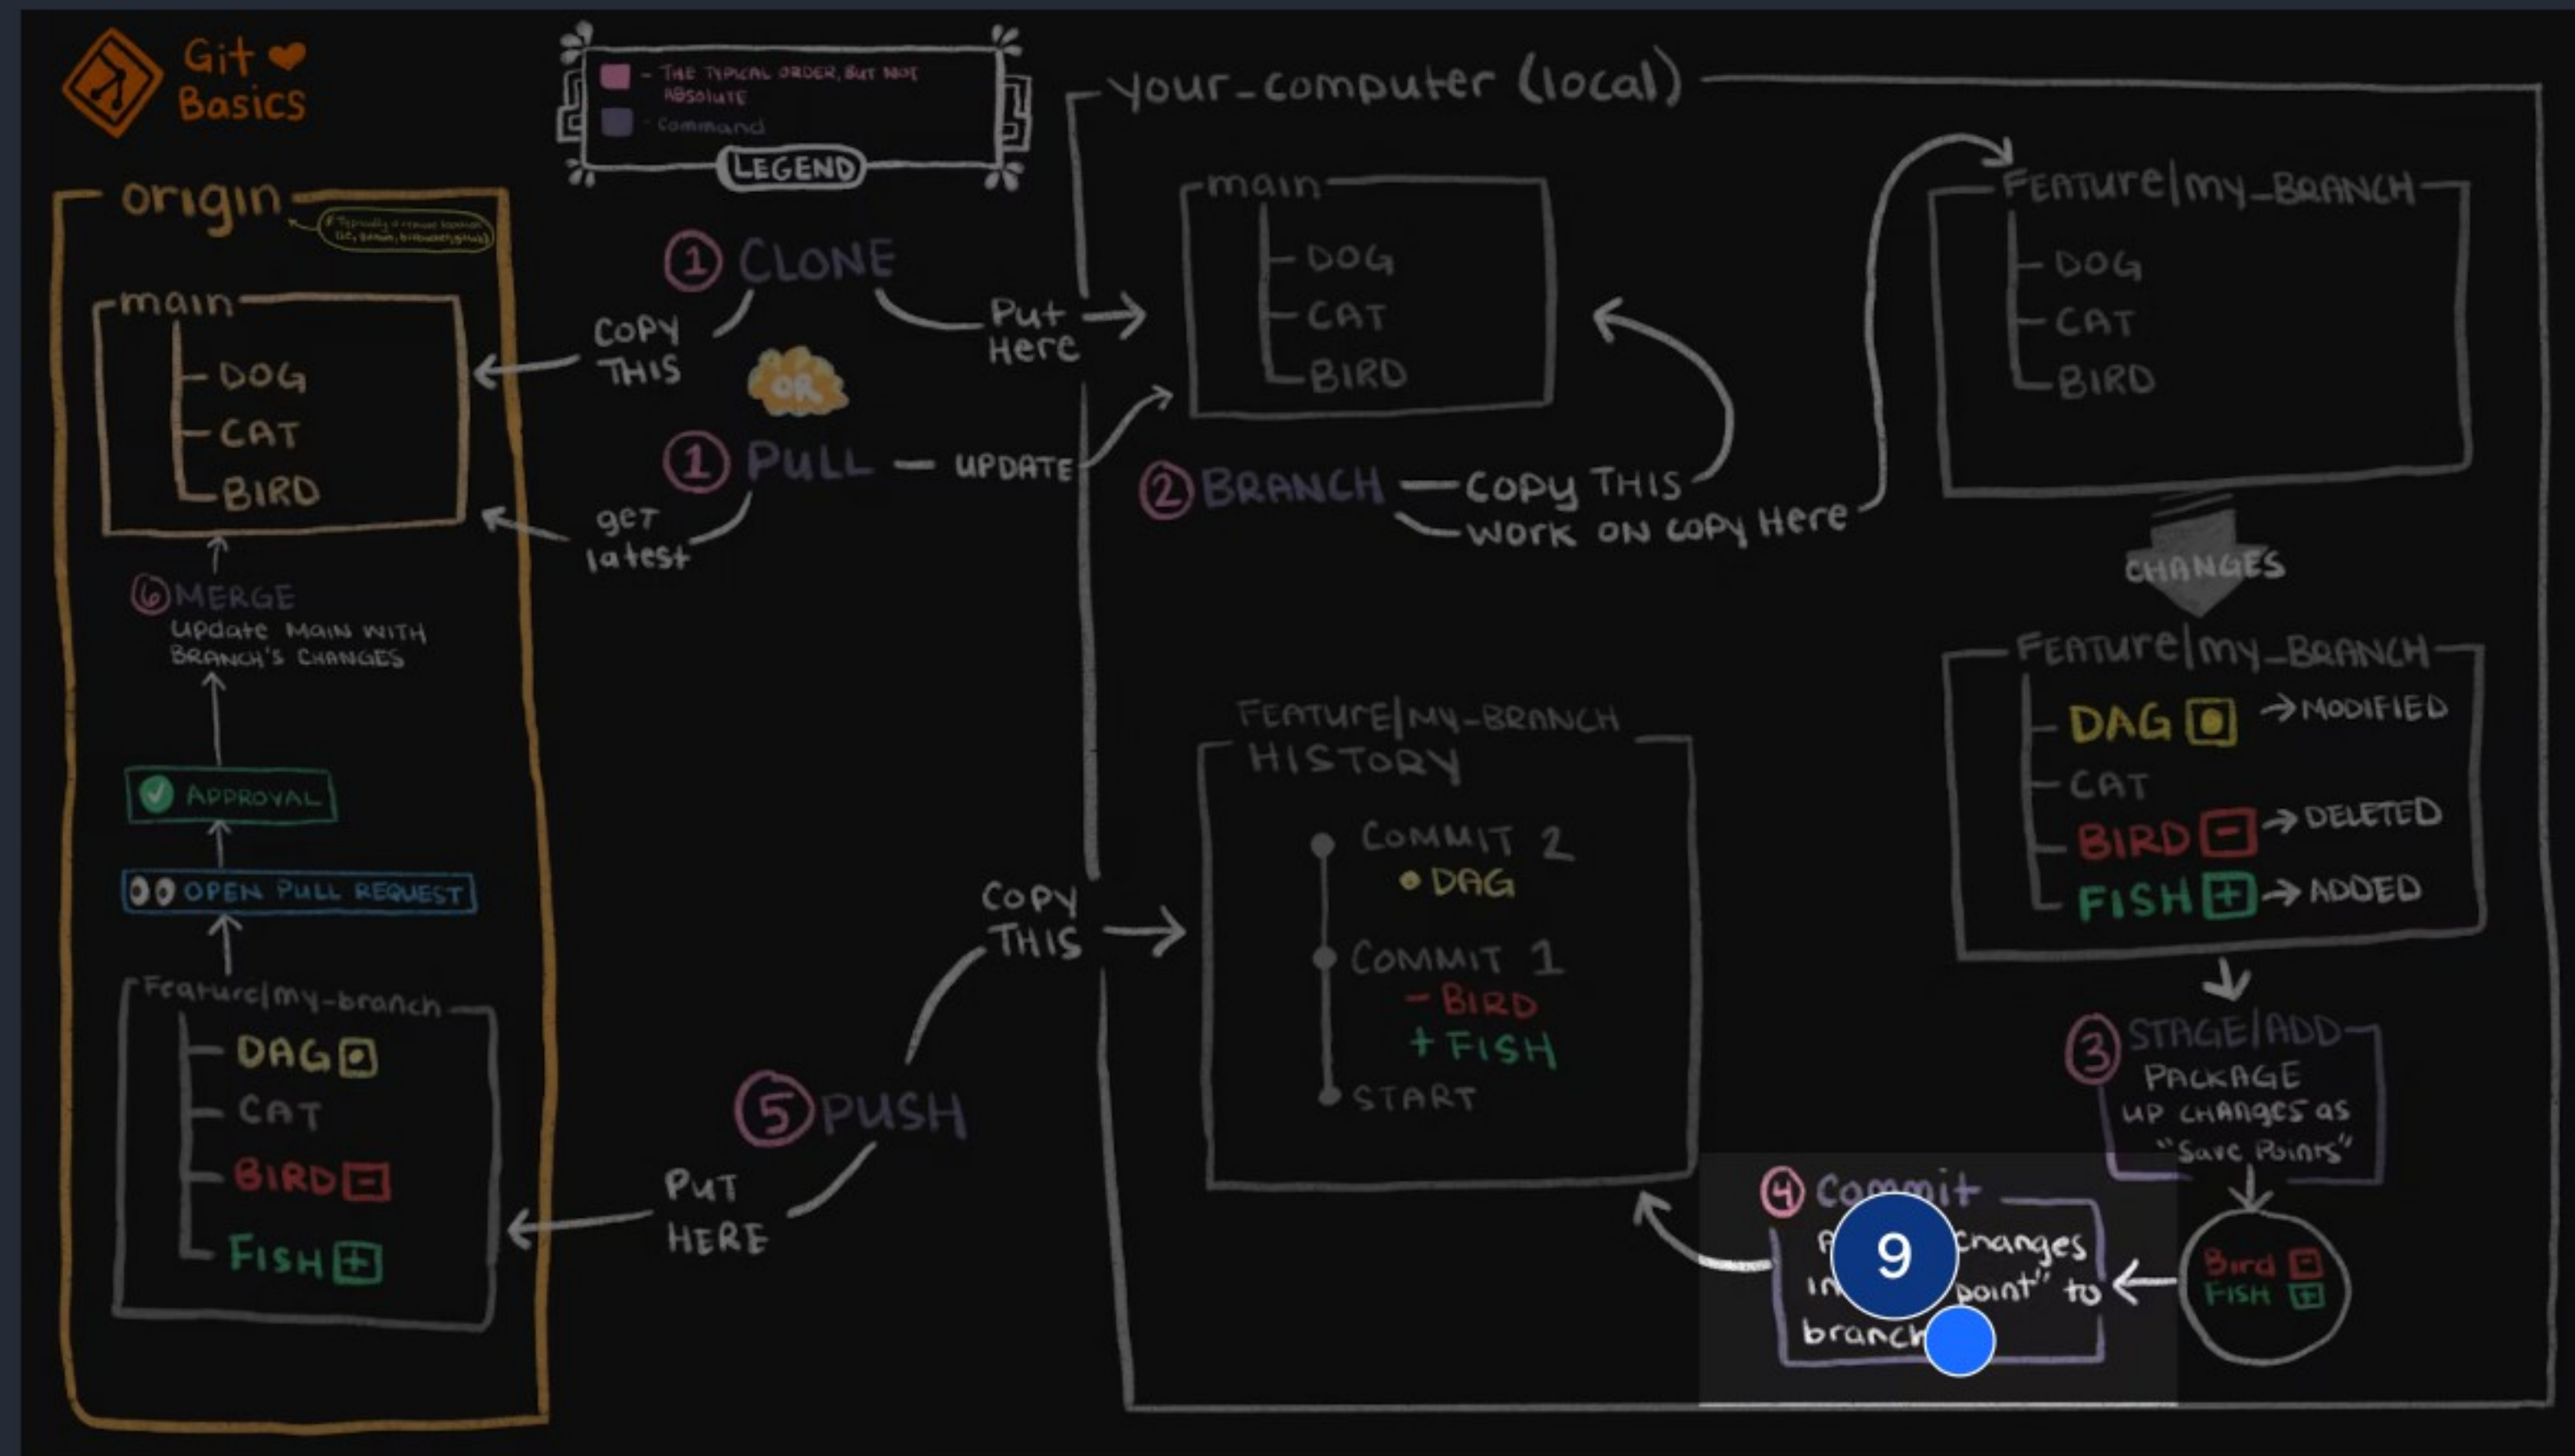 Git ❤
Basics
- THE TYPICAL ORDER, BUT NOT
ABSOLUTE
- Command
LEGEND
origin
main
DOG
CAT
BIRD
6 MERGE
update MAIN WITH
BRANCH'S CHANGES
APPROVAL
OPEN PULL REQUEST
Feature/my-branch
DAG
CAT
BIRD -
FISH +
1 CLONE
COPY
THIS
Put
Here
OR
1 PULL — UPDATE
get
latest
5 PUSH
COPY
THIS
PUT
HERE
your_computer (local)
main
DOG
CAT
BIRD
2 BRANCH — COPY THIS
WORK ON COPY Here
FEATURE/MY_BRANCH
DOG
CAT
BIRD
CHANGES
FEATURE/MY_BRANCH
DAG → MODIFIED
CAT
BIRD - → DELETED
FISH + → ADDED
3 STAGE/ADD
PACKAGE
UP CHANGES as
"Save Points"
Bird -
FISH +
4 Commit
9
changes
point" to
branch
FEATURE/MY-BRANCH
HISTORY
COMMIT 2
• DAG
COMMIT 1
- BIRD
+ FISH
START